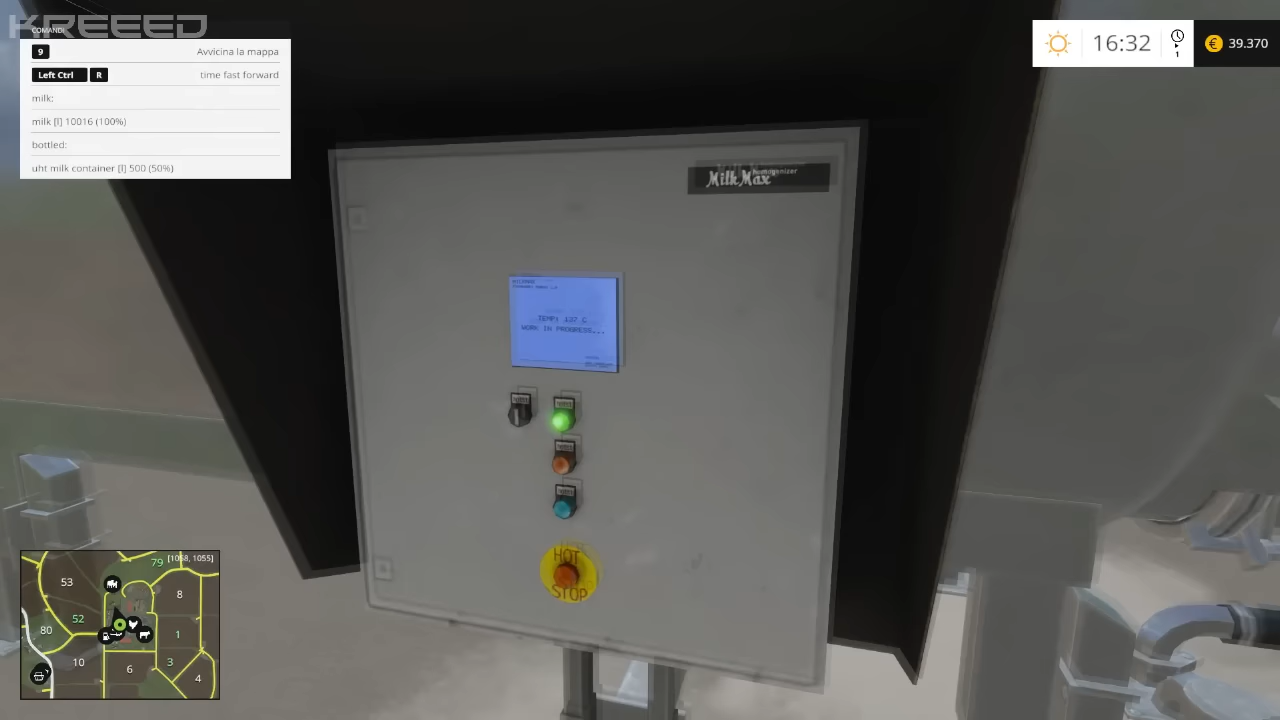 KREEED
COMANDI
9 Avvicina la mappa
Left Ctrl R time fast forward
milk:
milk [l] 10016 (100%)
bottled:
uht milk container [l] 500 (50%)
16:32
1
39.370
MilkMax
TEMP: 137 C
WORK IN PROGRESS...
HOT
STOP
[1058, 1055]
79
53
8
52
80
1
10
6
3
4